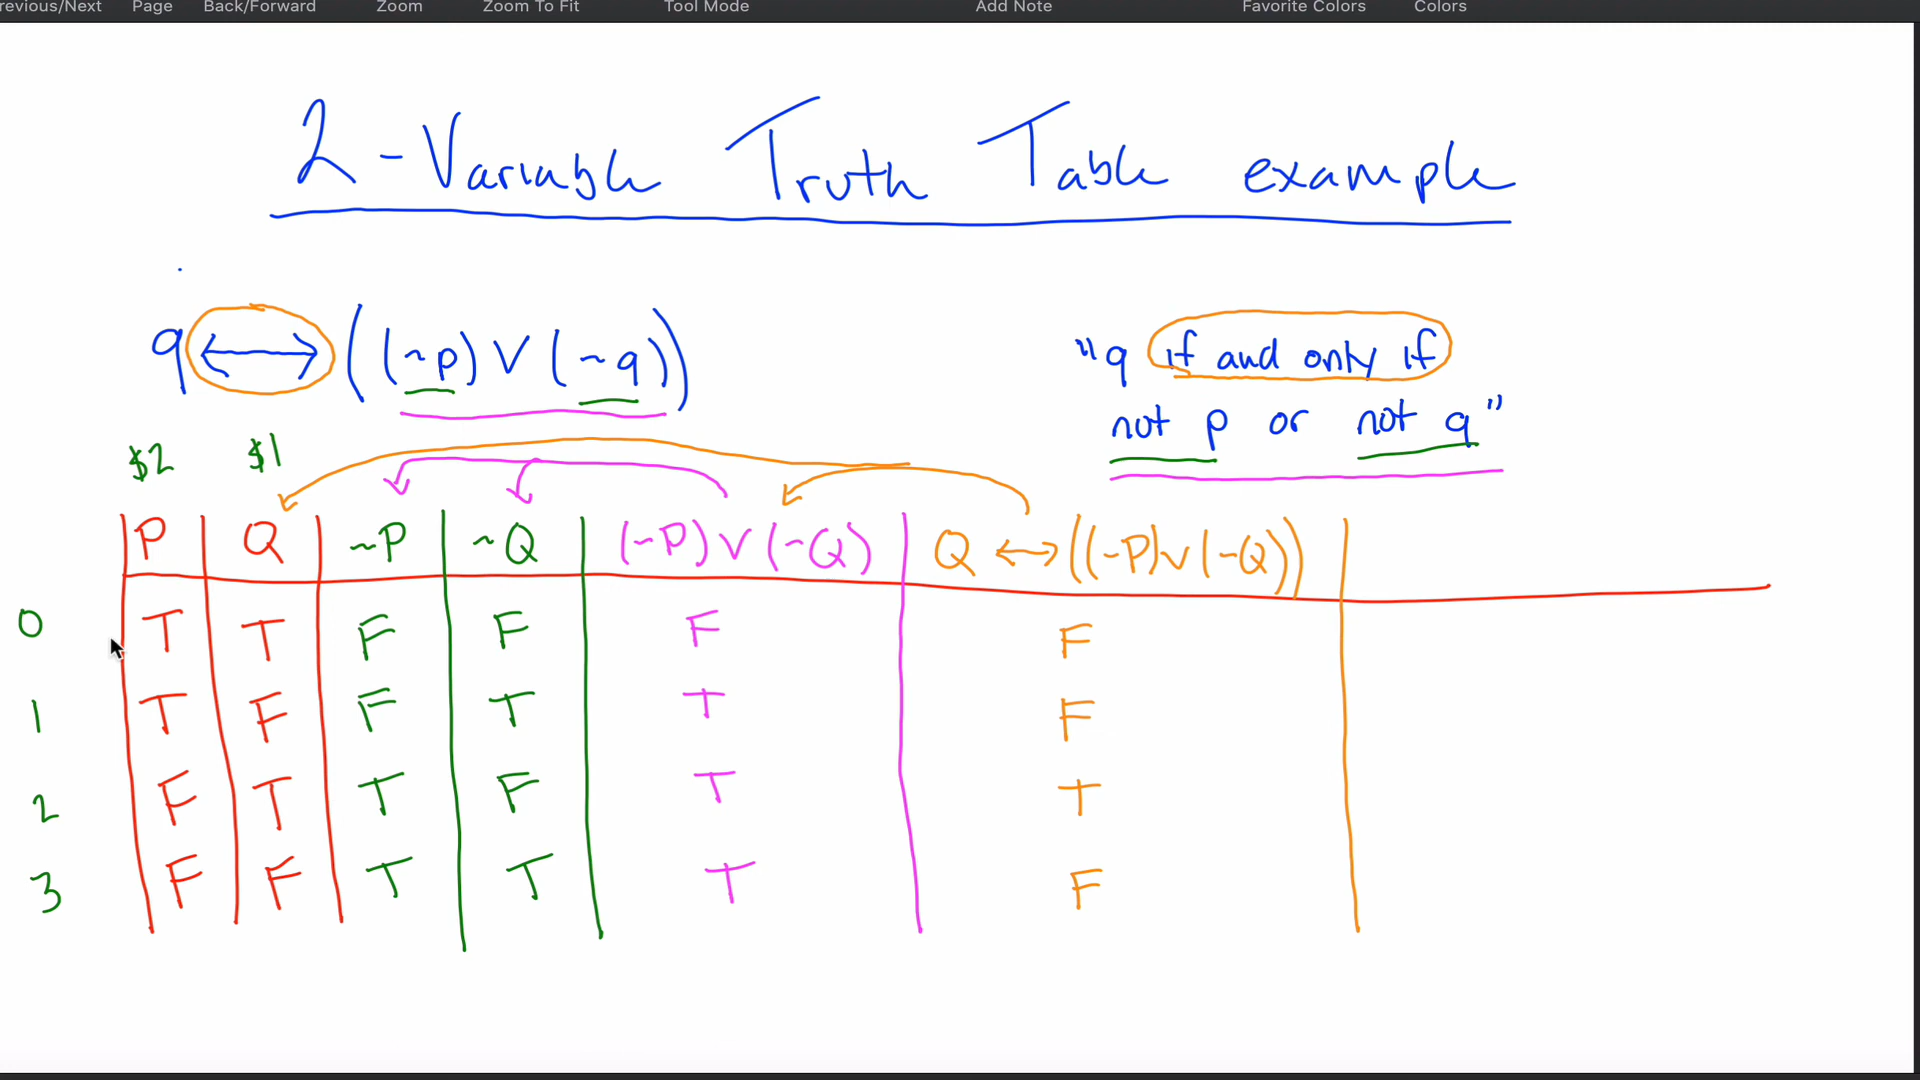 revious/Next Page Back/Forward Zoom Zoom To Fit Tool Mode Add Note Favorite Colors Colors
2-Variable Truth Table example
q ↔ ((~p) ∨ (~q))
"q if and only if
not p or not q"
$2 $1
P Q ~P ~Q (~P) ∨ (~Q) Q ↔ ((~P) ∨ (~Q))
0 T T F F F F
1 T F F T T F
2 F T T F T T
3 F F T T T F